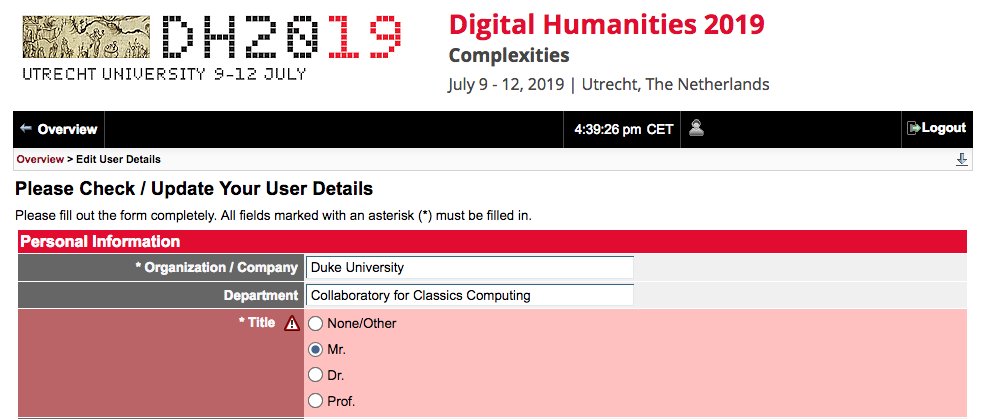 DH2019
UTRECHT UNIVERSITY 9-12 JULY
Digital Humanities 2019
Complexities
July 9 - 12, 2019 | Utrecht, The Netherlands
Overview
4:39:26 pm CET
Logout
Overview > Edit User Details
Please Check / Update Your User Details
Please fill out the form completely. All fields marked with an asterisk (*) must be filled in.
Personal Information
* Organization / Company Duke University
Department Collaboratory for Classics Computing
* Title None/Other
Mr.
Dr.
Prof.